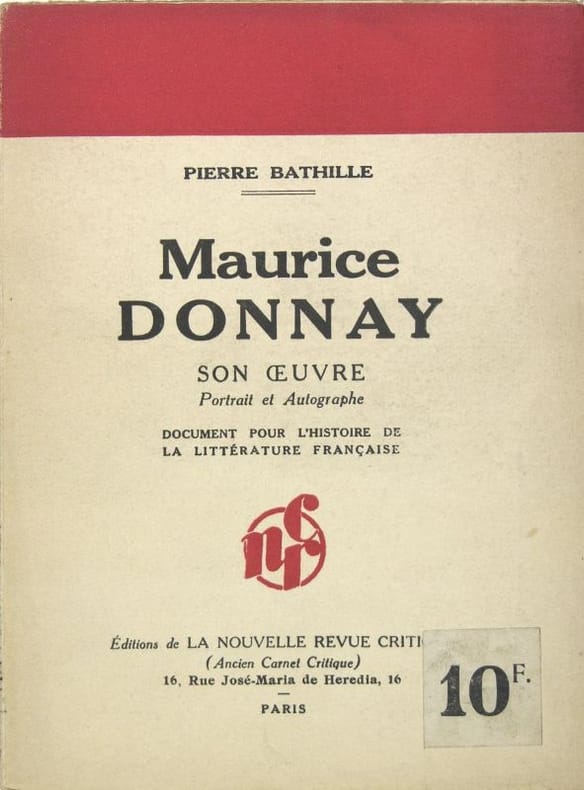 PIERRE BATHILLE
Maurice
DONNAY
SON ŒUVRE
Portrait et Autographe
DOCUMENT POUR L'HISTOIRE DE
LA LITTÉRATURE FRANÇAISE
ncr
Éditions de LA NOUVELLE REVUE CRITI
(Ancien Carnet Critique)
16, Rue José-Maria de Heredia, 16
PARIS
10F.